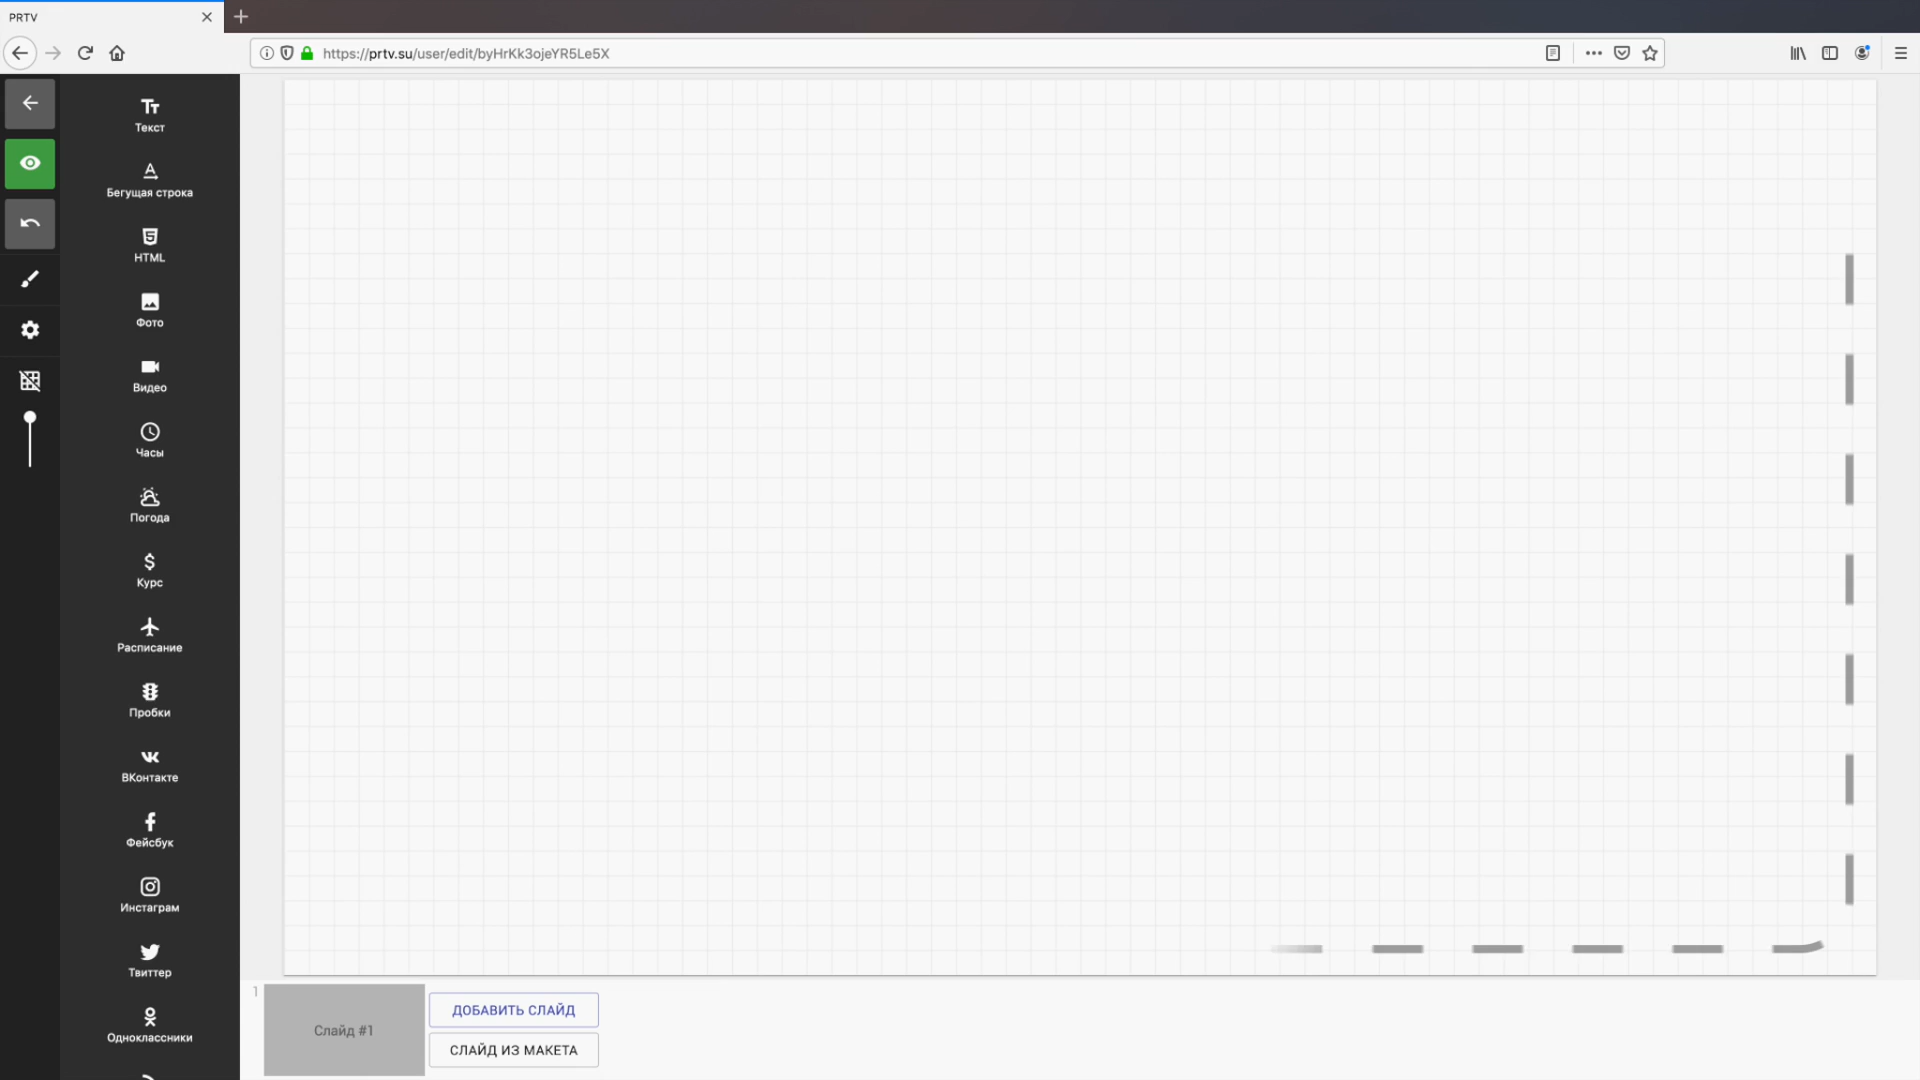 PRTV
https://prtv.su/user/edit/byHrKk3ojeYR5Le5X
Текст
Бегущая строка
HTML
Фото
Видео
Часы
Погода
Курс
Расписание
Пробки
ВКонтакте
Фейсбук
Инстаграм
Твиттер
Одноклассники
1
Слайд #1
ДОБАВИТЬ СЛАЙД
СЛАЙД ИЗ МАКЕТА